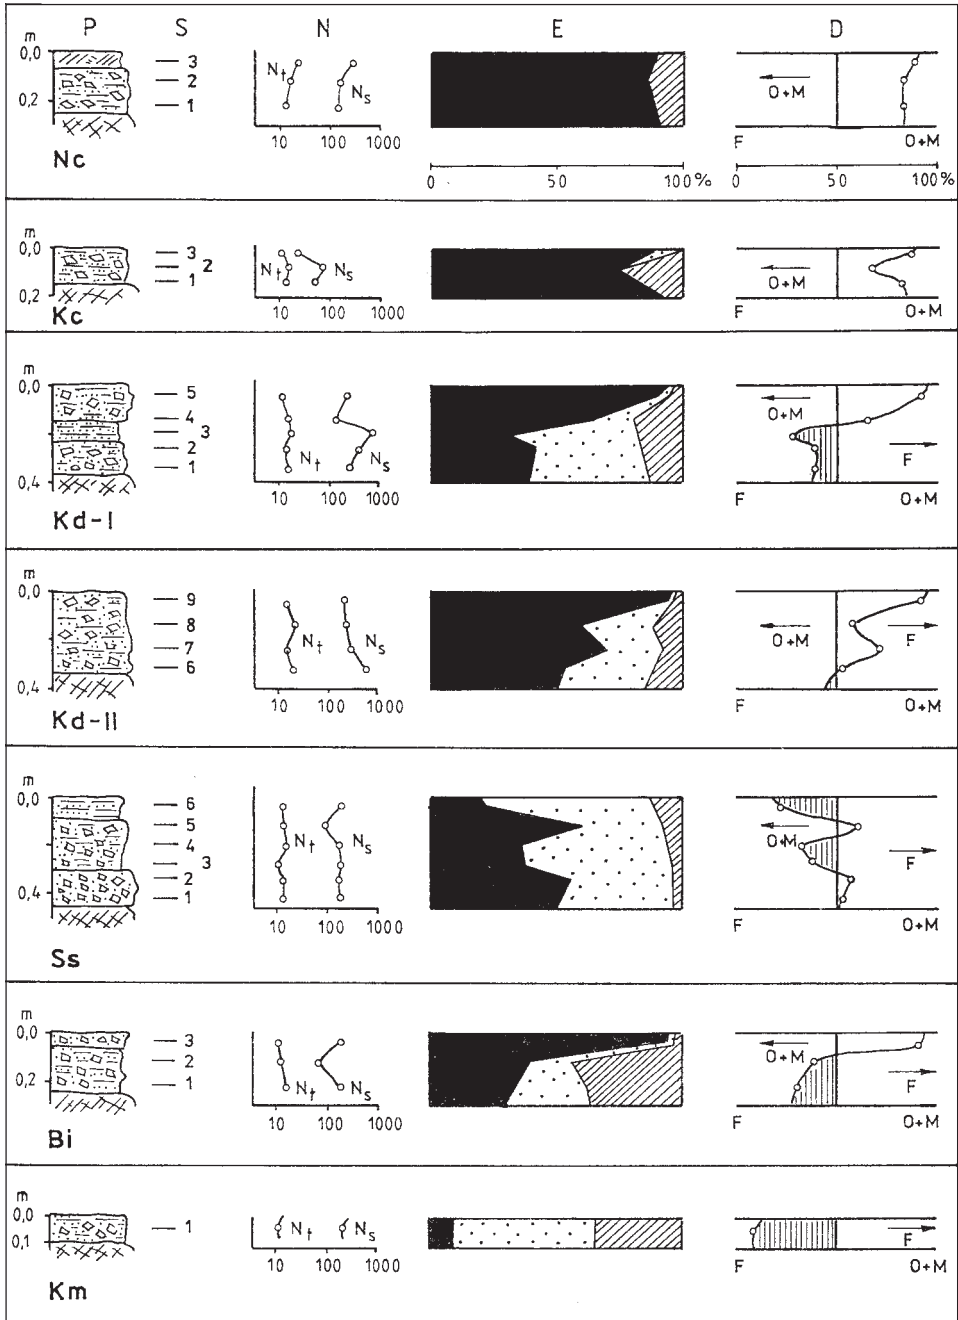 P S N E D
m
0,0
0,2
3
2
1
Nt
Ns
10 100 1000
O+M
F O+M
Nc
0 50 100%
0 50 100%
m
0,0
0,2
3
2
1
Nt
Ns
10 100 1000
O+M
F O+M
Kc
m
0,0
0,4
5
4
3
2
1
Nt
Ns
10 100 1000
O+M
F
F O+M
Kd-I
m
0,0
0,4
9
8
7
6
Nt
Ns
10 100 1000
O+M
F
F O+M
Kd-II
m
0,0
0,4
6
5
4
3
2
1
Nt
Ns
10 100 1000
O+M
F
F O+M
Ss
m
0,0
0,2
3
2
1
Nt
Ns
10 100 1000
O+M
F
F O+M
Bi
m
0,0
0,1
1
Nt
Ns
10 100 1000
F
F O+M
Km